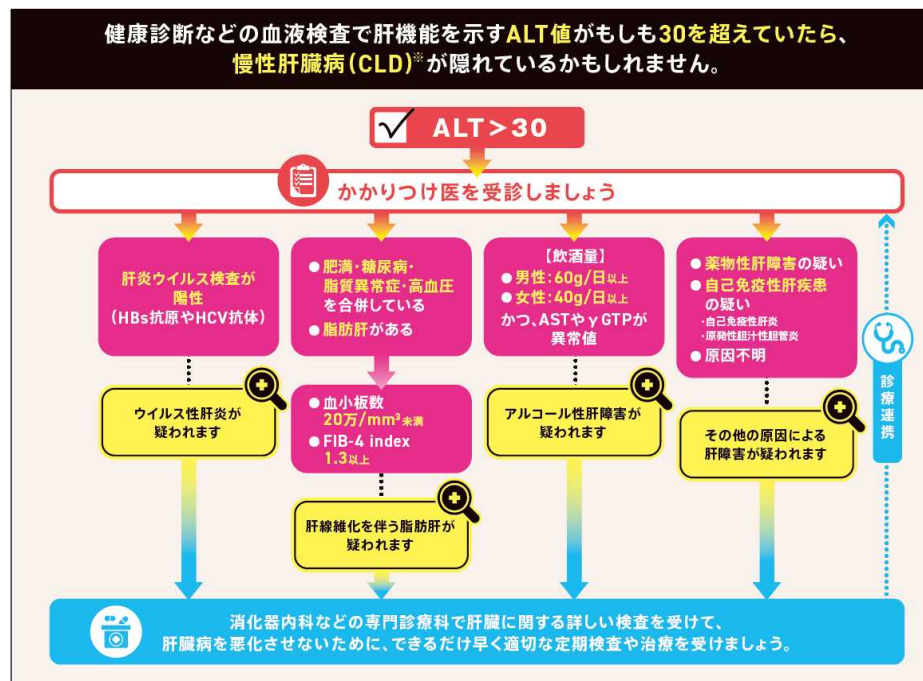 健康診断などの血液検査で肝機能を示すALT値がもしも30を超えていたら、
慢性肝臓病(CLD)※が隠れているかもしれません。
ALT>30
かかりつけ医を受診しましょう
肝炎ウイルス検査が
陽性
(HBs抗原やHCV抗体)
ウイルス性肝炎が
疑われます
●肥満・糖尿病・
脂質異常症・高血圧
を合併している
●脂肪肝がある
●血小板数
20万/mm³未満
●FIB-4 index
1.3以上
肝線維化を伴う脂肪肝が
疑われます
【飲酒量】
●男性:60g/日以上
●女性:40g/日以上
かつ、ASTやγGTPが
異常値
アルコール性肝障害が
疑われます
●薬物性肝障害の疑い
●自己免疫性肝疾患
の疑い
・自己免疫性肝炎
・原発性胆汁性胆管炎
●原因不明
その他の原因による
肝障害が疑われます
診療連携
消化器内科などの専門診療科で肝臓に関する詳しい検査を受けて、
肝臓病を悪化させないために、できるだけ早く適切な定期検査や治療を受けましょう。